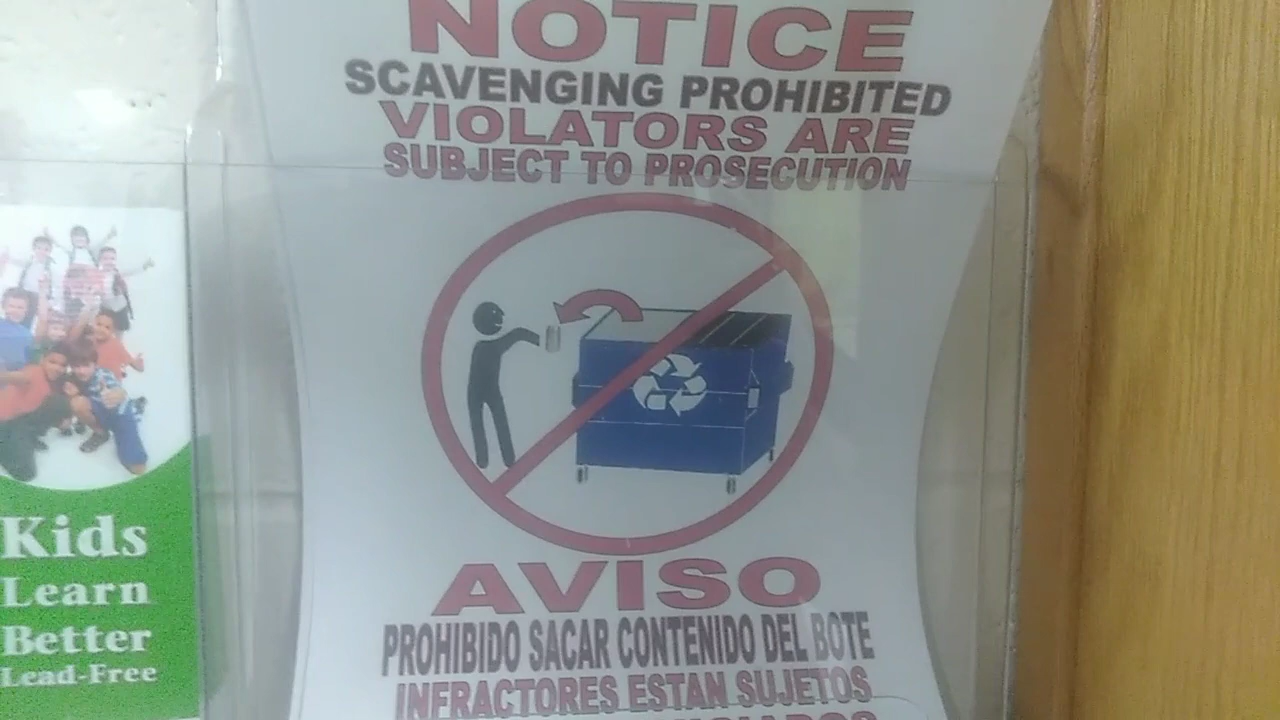 NOTICE
SCAVENGING PROHIBITED
VIOLATORS ARE
SUBJECT TO PROSECUTION
AVISO
PROHIBIDO SACAR CONTENIDO DEL BOTE
INFRACTORES ESTAN SUJETOS
Kids
Learn
Better
Lead-Free